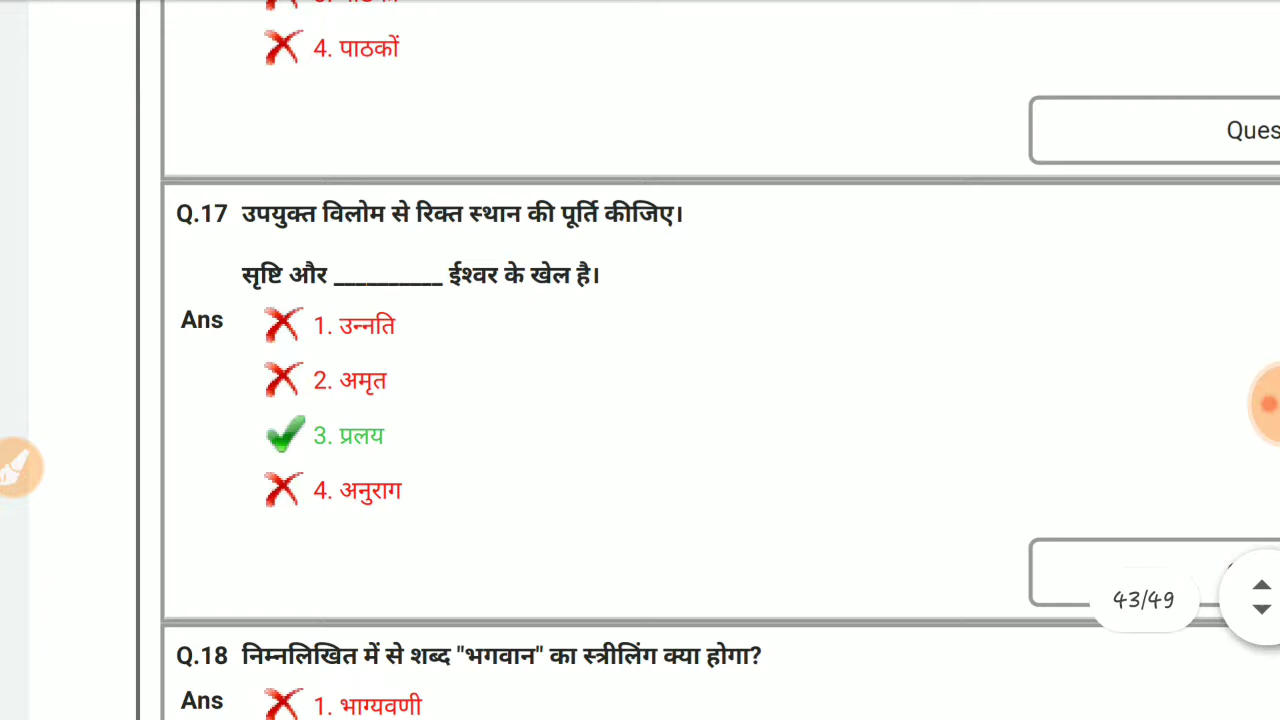 4. पाठकों
Ques
Q.17 उपयुक्त विलोम से रिक्त स्थान की पूर्ति कीजिए।
सृष्टि और __________ ईश्वर के खेल है।
Ans
1. उन्नति
2. अमृत
3. प्रलय
4. अनुराग
43/49
Q.18 निम्नलिखित में से शब्द "भगवान" का स्त्रीलिंग क्या होगा?
Ans
1. भाग्यवणी